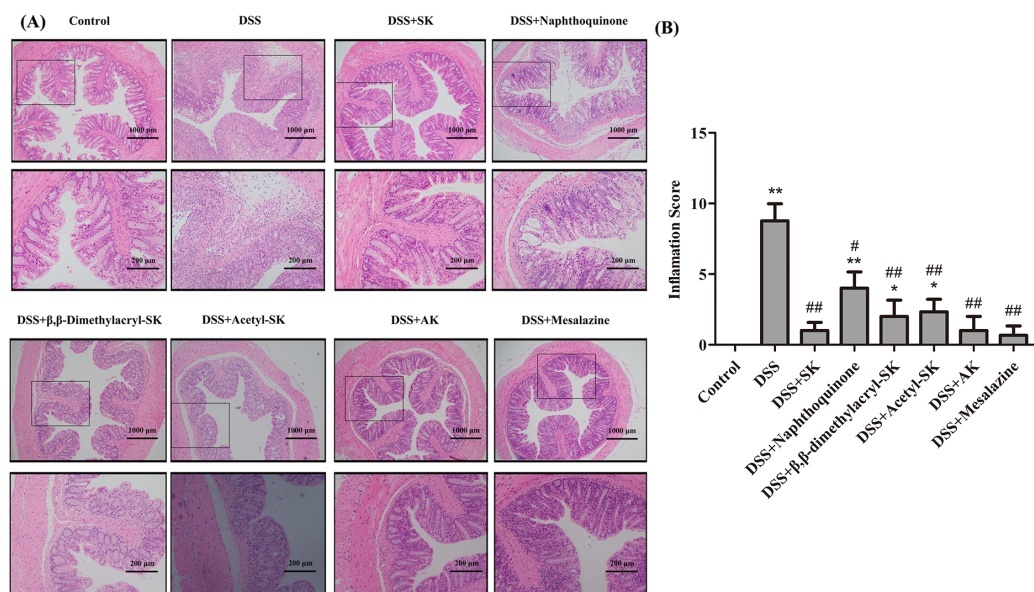 (A)
Control DSS DSS+SK DSS+Naphthoquinone
1000 μm 1000 μm 1000 μm 1000 μm
200 μm 200 μm 200 μm 200 μm
DSS+β,β-Dimethylacryl-SK DSS+Acetyl-SK DSS+AK DSS+Mesalazine
1000 μm 1000 μm 1000 μm 1000 μm
200 μm 200 μm 200 μm 200 μm
(B)
Inflamation Score
15
10
5
0
**
##
#
**
##
*
##
*
##
##
Control
DSS
DSS+SK
DSS+Naphthoquinone
DSS+β,β-dimethylacryl-SK
DSS+Acetyl-SK
DSS+AK
DSS+Mesalazine